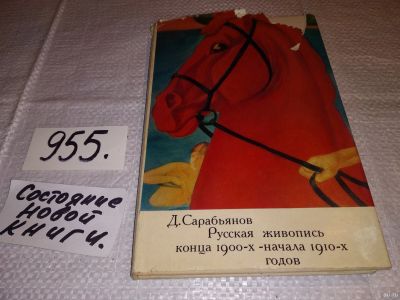 955.
Состояние
новой
книги.
Д.Сарабьянов
Русская живопись
конца 1900-х -начала 1910-х
годов